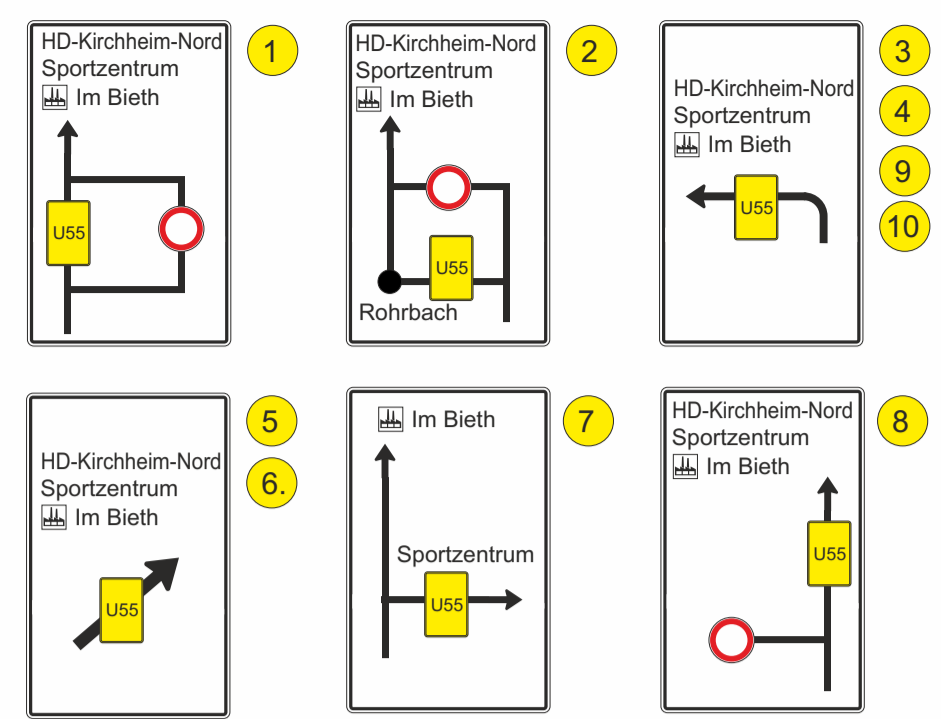 HD-Kirchheim-Nord
Sportzentrum
Im Bieth
U55
1
HD-Kirchheim-Nord
Sportzentrum
Im Bieth
U55
Rohrbach
2
HD-Kirchheim-Nord
Sportzentrum
Im Bieth
U55
3
4
9
10
HD-Kirchheim-Nord
Sportzentrum
Im Bieth
U55
5
6.
Im Bieth
Sportzentrum
U55
7
HD-Kirchheim-Nord
Sportzentrum
Im Bieth
U55
8